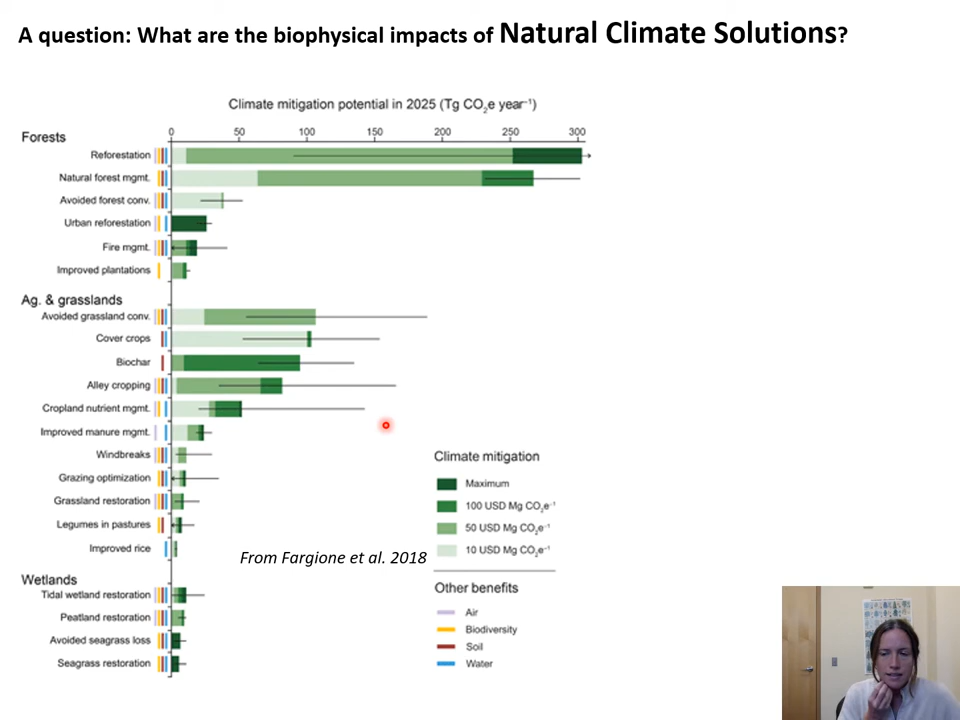 A question: What are the biophysical impacts of Natural Climate Solutions?
Climate mitigation potential in 2025 (Tg CO₂e year⁻¹)
0 50 100 150 200 250 300
Forests
Reforestation
Natural forest mgmt.
Avoided forest conv.
Urban reforestation
Fire mgmt.
Improved plantations
Ag. & grasslands
Avoided grassland conv.
Cover crops
Biochar
Alley cropping
Cropland nutrient mgmt.
Improved manure mgmt.
Windbreaks
Grazing optimization
Grassland restoration
Legumes in pastures
Improved rice
Wetlands
Tidal wetland restoration
Peatland restoration
Avoided seagrass loss
Seagrass restoration
From Fargione et al. 2018
Climate mitigation
Maximum
100 USD Mg CO₂e⁻¹
50 USD Mg CO₂e⁻¹
10 USD Mg CO₂e⁻¹
Other benefits
Air
Biodiversity
Soil
Water